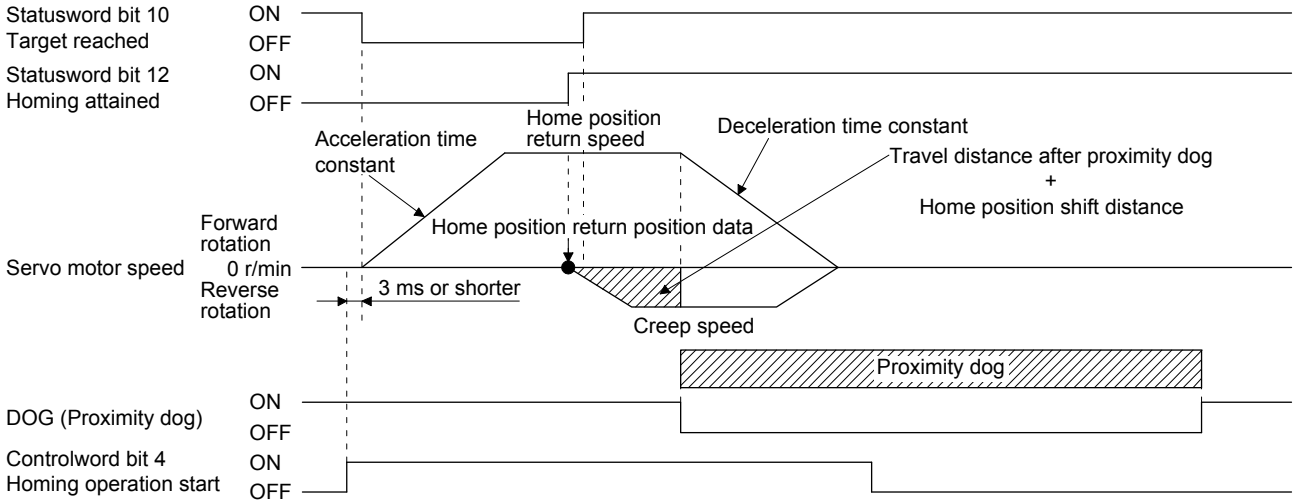 Statusword bit 10
Target reached
ON
OFF
Statusword bit 12
Homing attained
ON
OFF
Acceleration time
constant
Home position
return speed
Deceleration time constant
Travel distance after proximity dog
+
Home position shift distance
Home position return position data
Servo motor speed
Forward
rotation
0 r/min
Reverse
rotation
3 ms or shorter
Creep speed
Proximity dog
DOG (Proximity dog)
ON
OFF
Controlword bit 4
Homing operation start
ON
OFF